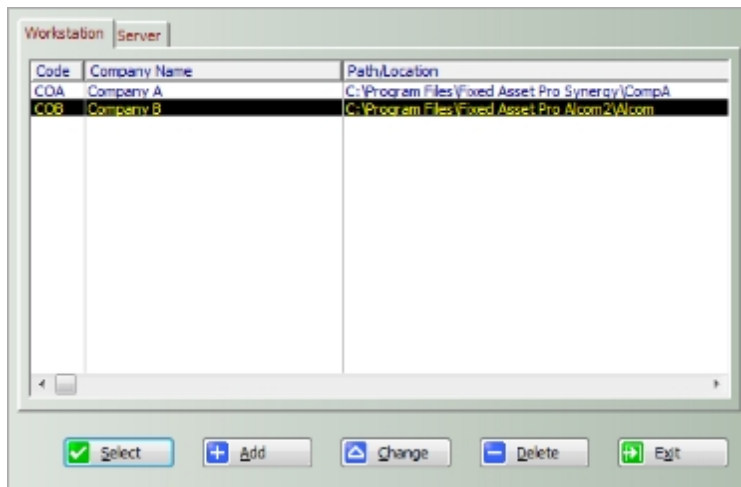 Workstation Server
Code Company Name Path/Location
COA Company A C:\Program Files\Fixed Asset Pro Synergy\CompA
COB Company B C:\Program Files\Fixed Asset Pro Alcom2\Alcom
Select Add Change Delete Exit